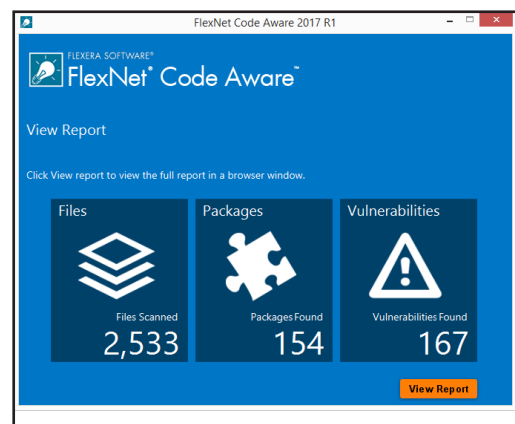 FlexNet Code Aware 2017 R1
FLEXERA SOFTWARE®
FlexNet® Code Aware™
View Report
Click View report to view the full report in a browser window.
Files
Files Scanned
2,533
Packages
Packages Found
154
Vulnerabilities
Vulnerabilities Found
167
View Report